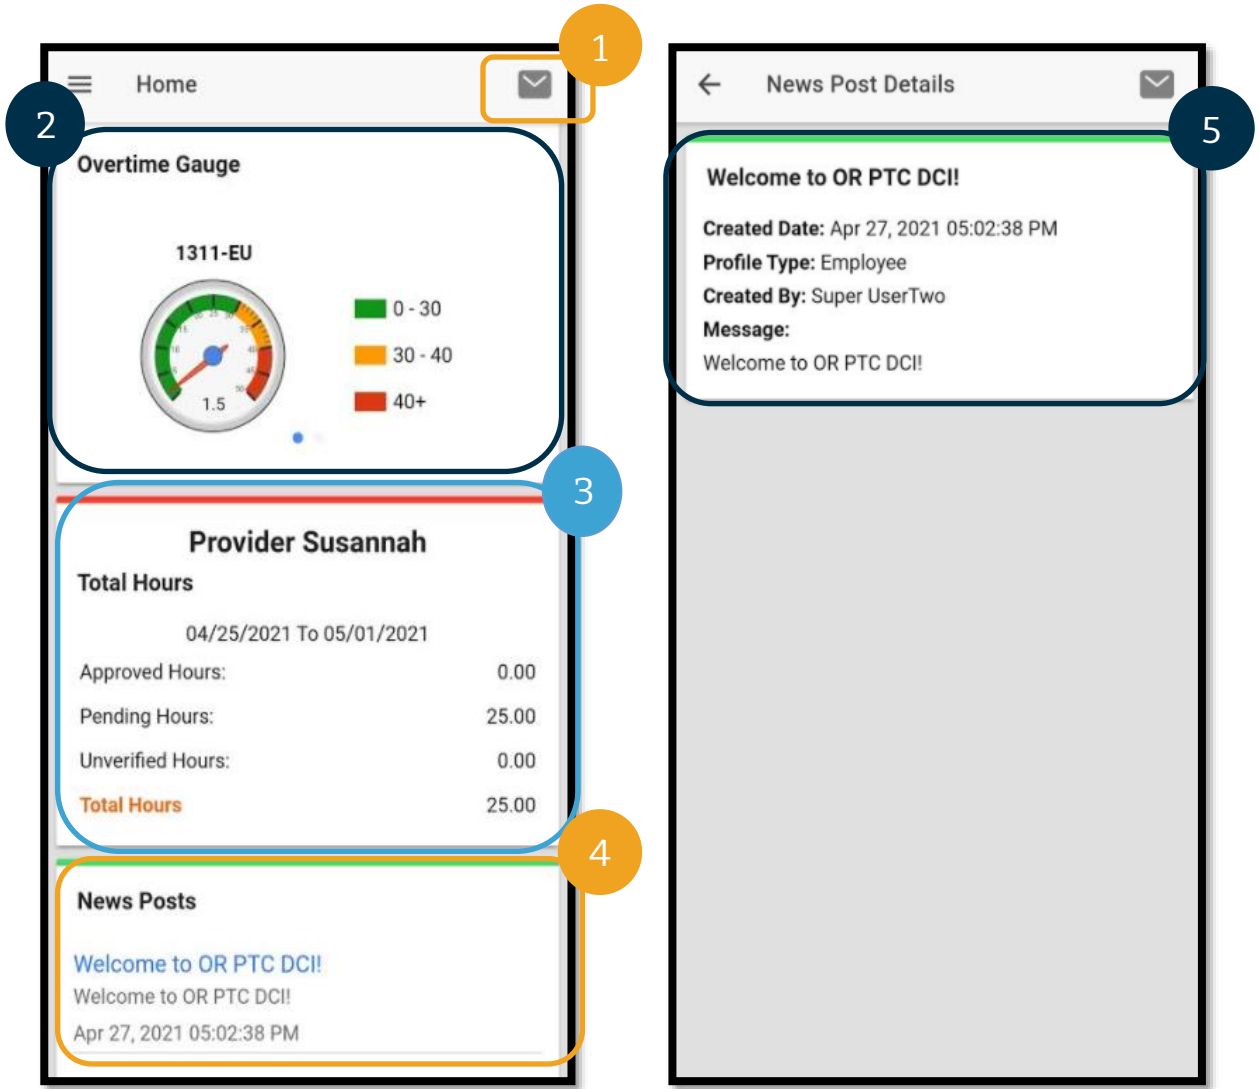 1
Home
2
Overtime Gauge
1311-EU
0 - 30
30 - 40
1.5
40+
3
Provider Susannah
Total Hours
04/25/2021 To 05/01/2021
Approved Hours: 0.00
Pending Hours: 25.00
Unverified Hours: 0.00
Total Hours 25.00
4
News Posts
Welcome to OR PTC DCI!
Welcome to OR PTC DCI!
Apr 27, 2021 05:02:38 PM
News Post Details
5
Welcome to OR PTC DCI!
Created Date: Apr 27, 2021 05:02:38 PM
Profile Type: Employee
Created By: Super UserTwo
Message:
Welcome to OR PTC DCI!